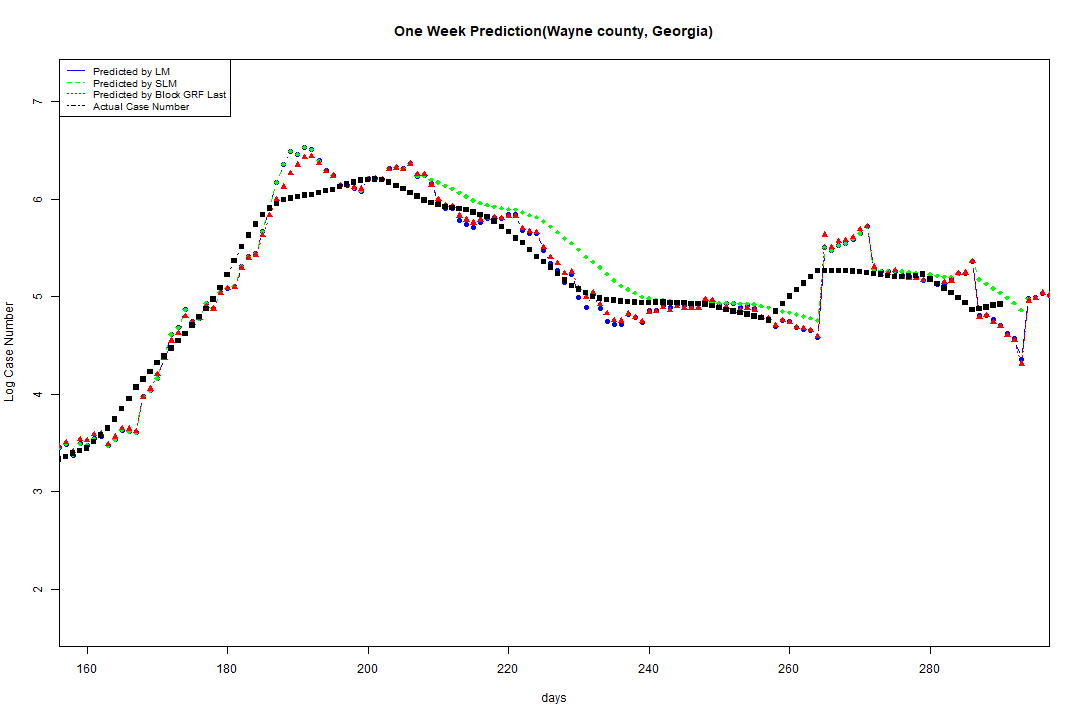 One Week Prediction(Wayne county, Georgia)
Predicted by LM
Predicted by SLM
Predicted by Block GRF Last
Actual Case Number
7
6
5
4
3
2
Log Case Number
160 180 200 220 240 260 280
days